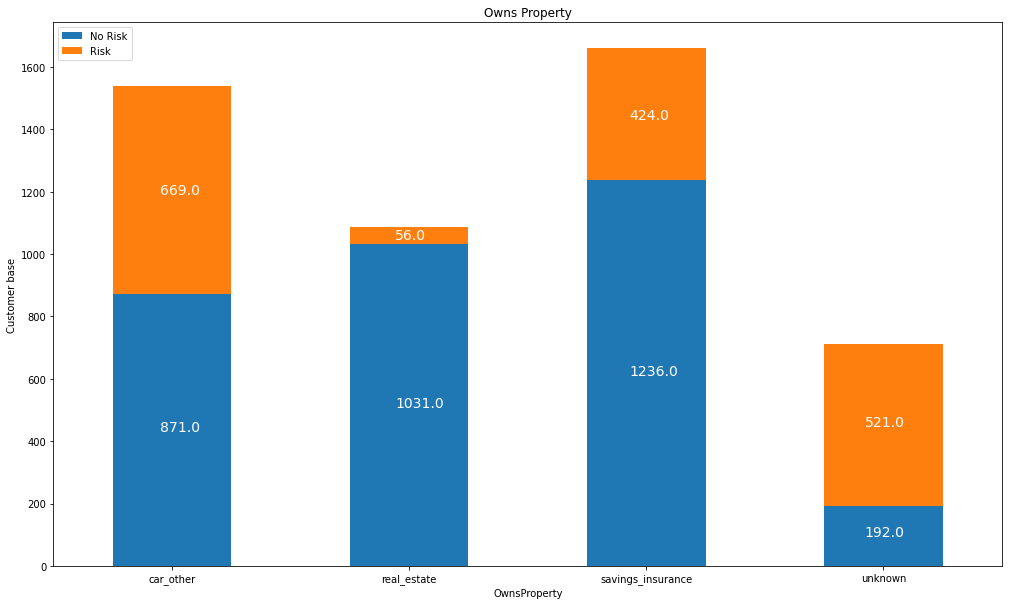 Owns Property
No Risk
Risk
Customer base
1600
1400
1200
1000
800
600
400
200
0
669.0
871.0
56.0
1031.0
424.0
1236.0
521.0
192.0
car_other
real_estate
savings_insurance
unknown
OwnsProperty